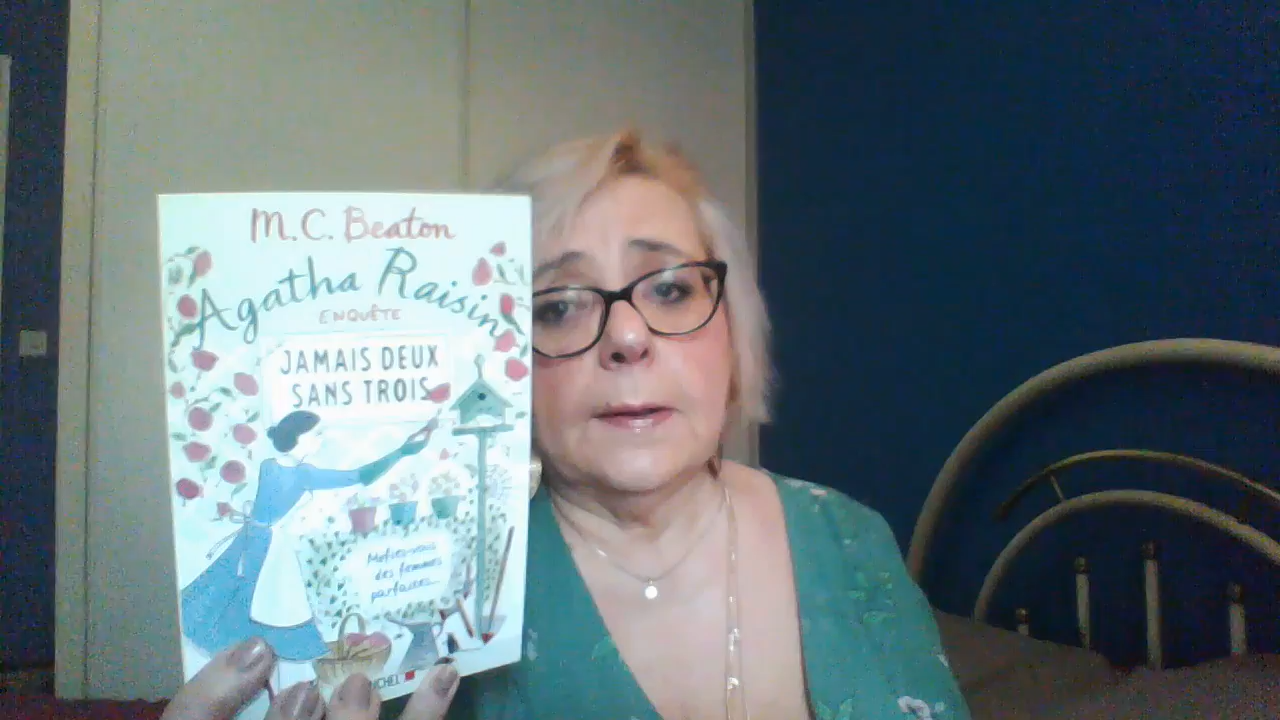 M.C. Beaton
Agatha Raisin
ENQUÊTE
JAMAIS DEUX
SANS TROIS
Méfiez-vous
des femmes
parfaites...